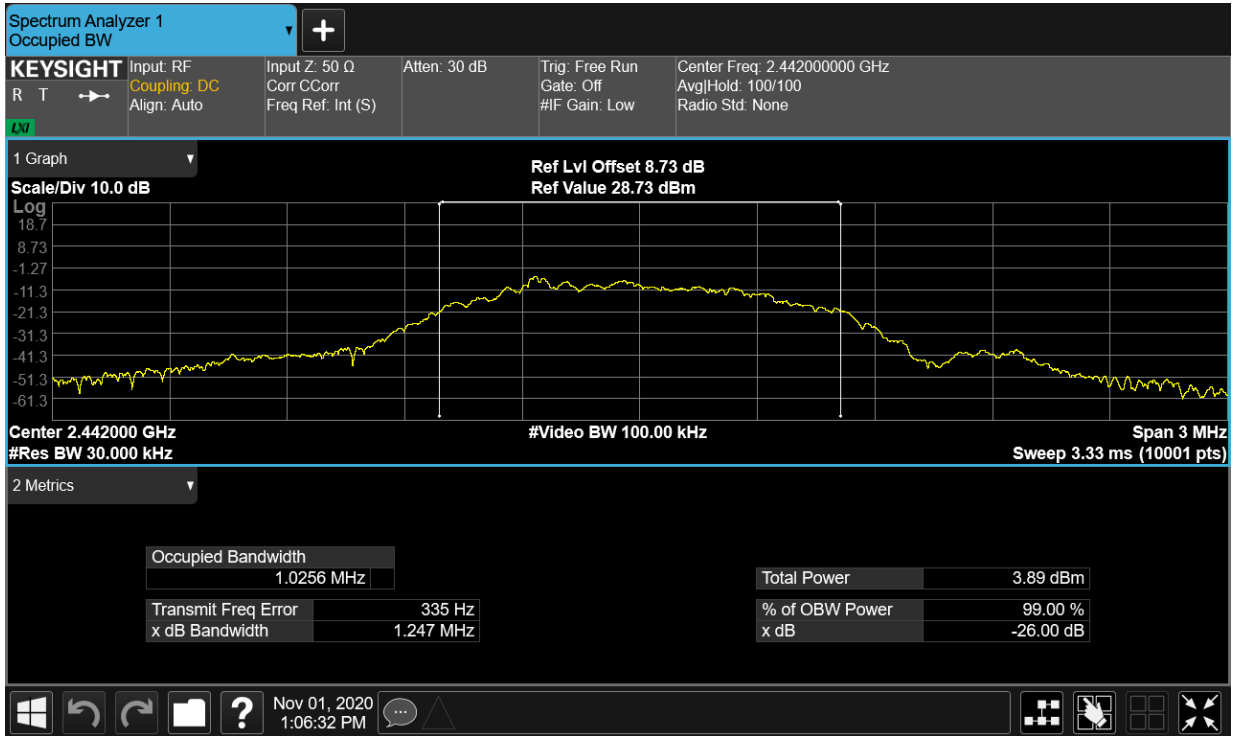 Spectrum Analyzer 1
Occupied BW
KEYSIGHT
R T
LXI
Input: RF
Coupling: DC
Align: Auto
Input Z: 50 Ω
Corr CCorr
Freq Ref: Int (S)
Atten: 30 dB
Trig: Free Run
Gate: Off
#IF Gain: Low
Center Freq: 2.442000000 GHz
Avg|Hold: 100/100
Radio Std: None
1 Graph
Scale/Div 10.0 dB
Ref Lvl Offset 8.73 dB
Ref Value 28.73 dBm
Log
18.7
8.73
-1.27
-11.3
-21.3
-31.3
-41.3
-51.3
-61.3
Center 2.442000 GHz
#Video BW 100.00 kHz
Span 3 MHz
#Res BW 30.000 kHz
Sweep 3.33 ms (10001 pts)
2 Metrics
Occupied Bandwidth
1.0256 MHz
Transmit Freq Error 335 Hz
x dB Bandwidth 1.247 MHz
Total Power 3.89 dBm
% of OBW Power 99.00 %
x dB -26.00 dB
?
Nov 01, 2020
1:06:32 PM